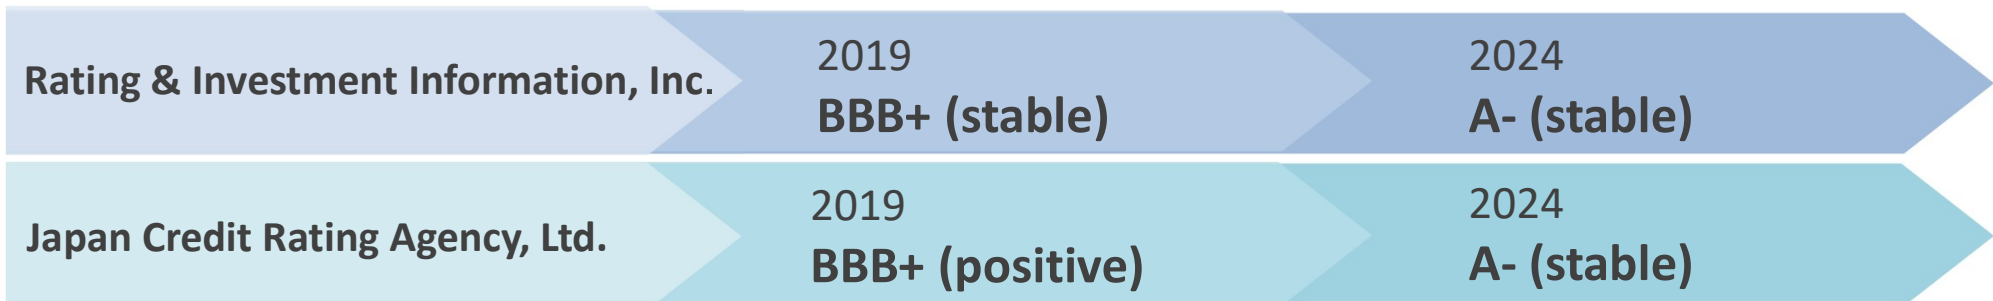 Rating & Investment Information, Inc.
2019
BBB+ (stable)
2024
A- (stable)
Japan Credit Rating Agency, Ltd.
2019
BBB+ (positive)
2024
A- (stable)